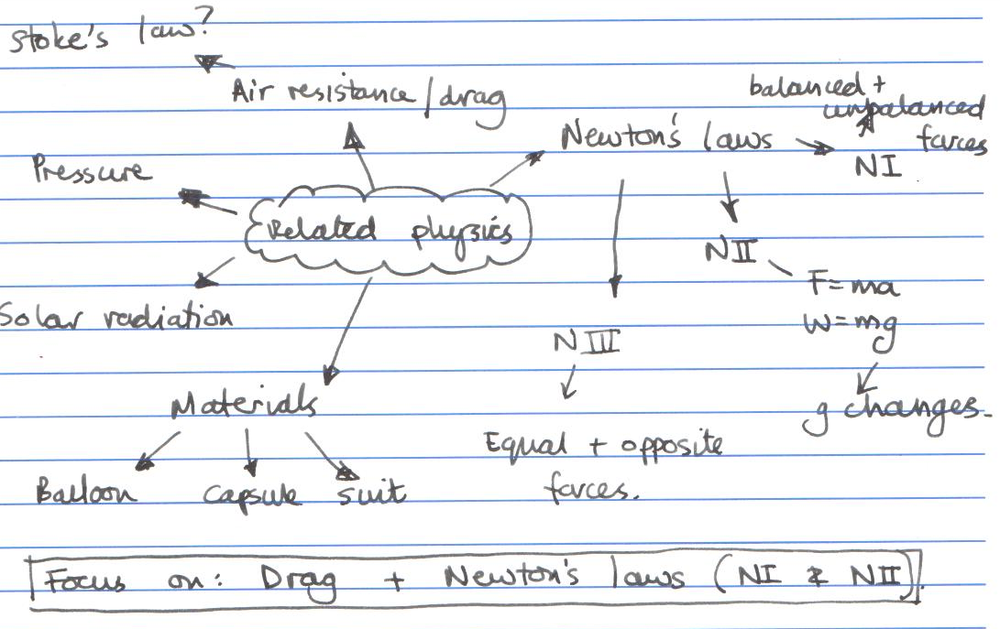 Stoke's law?
Air resistance / drag
balanced +
unbalanced
forces
Newton's laws
NI
Pressure
Related physics
NII
F=ma
W=mg
g changes.
Solar radiation
NIII
Equal + opposite
forces.
Materials
Balloon capsule suit
Focus on: Drag + Newton's laws (NI & NII).